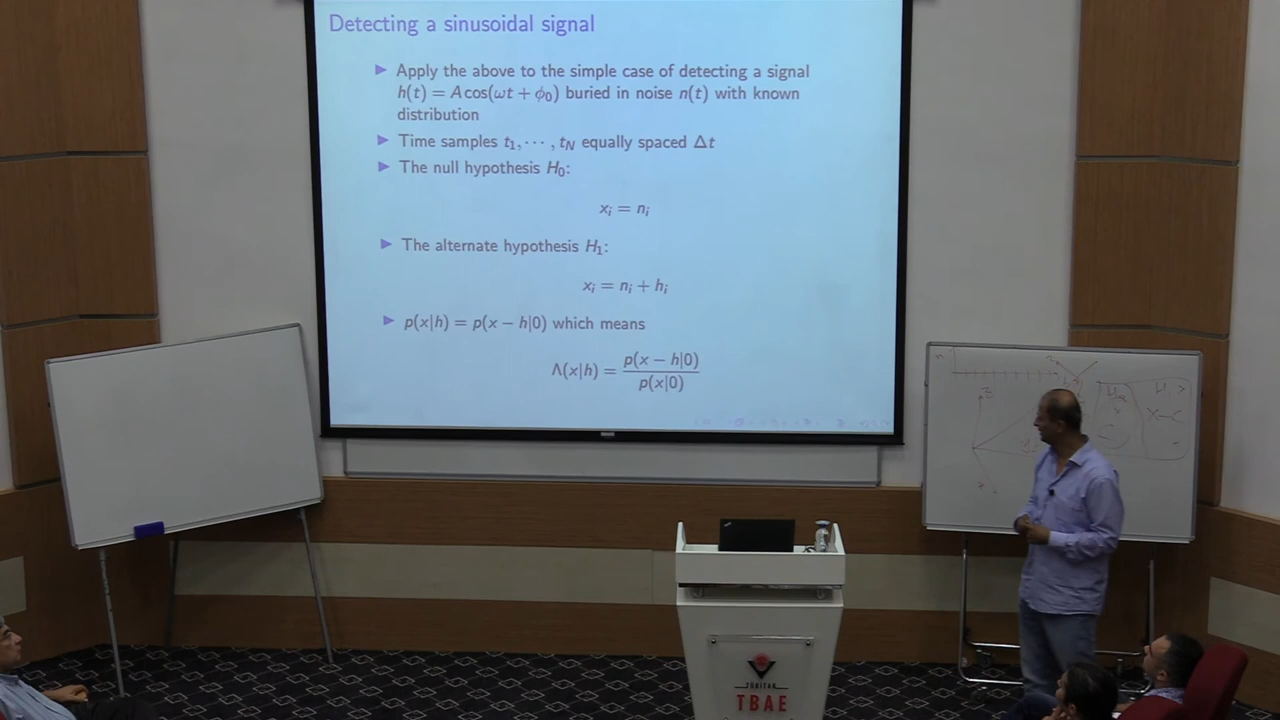 Detecting a sinusoidal signal
▶ Apply the above to the simple case of detecting a signal
h(t) = A cos(ωt + ϕ₀) buried in noise n(t) with known
distribution
▶ Time samples t₁, ⋯ , t_N equally spaced Δt
▶ The null hypothesis H₀:
xᵢ = nᵢ
▶ The alternate hypothesis H₁:
xᵢ = nᵢ + hᵢ
▶ p(x|h) = p(x − h|0) which means
Λ(x|h) = p(x − h|0) / p(x|0)
TÜBİTAK
TBAE